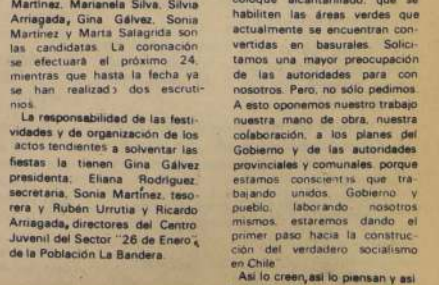 Martínez, Marianela Silva, Silvia
Arriagada, Gina Gálvez, Sonia
Martínez y Marta Salagrida son
las candidatas. La coronación
se efectuará el próximo 24,
mientras que hasta la fecha ya
se han realizado dos escruti-
nios.
La responsabilidad de las festi-
vidades y de organización de los
actos tendientes a solventar las
fiestas la tienen Gina Gálvez
presidenta; Eliana Rodríguez,
secretaria, Sonia Martínez, teso-
rera y Rubén Urrutia y Ricardo
Arriagada, directores del Centro
Juvenil del Sector "26 de Enero",
de la Población La Bandera.
coloque alcantarillado, que se
habiliten las áreas verdes que
actualmente se encuentran con-
vertidas en basurales. Solici-
tamos una mayor preocupación
de las autoridades para con
nosotros. Pero, no sólo pedimos.
A esto oponemos nuestro trabajo
nuestra mano de obra, nuestra
colaboración, a los planes del
Gobierno y de las autoridades
provinciales y comunales, porque
estamos conscientes que tra-
bajando unidos, Gobierno y
pueblo, laborando nosotros
mismos, estaremos dando el
primer paso hacia la construc-
ción del verdadero socialismo
en Chile
Así lo creen, así lo piensan y así